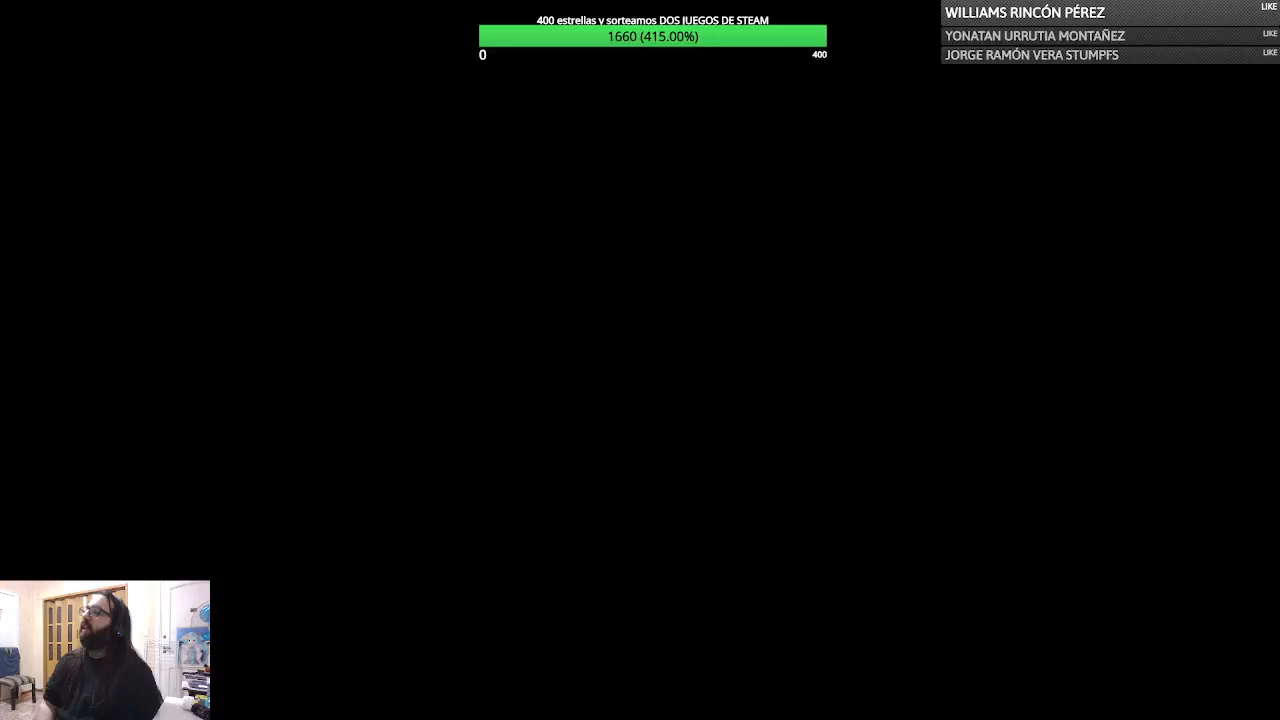 400 estrellas y sorteamos DOS JUEGOS DE STEAM
1660 (415.00%)
0
400
WILLIAMS RINCÓN PÉREZ
LIKE
YONATAN URRUTIA MONTAÑEZ
LIKE
JORGE RAMÓN VERA STUMPFS
LIKE